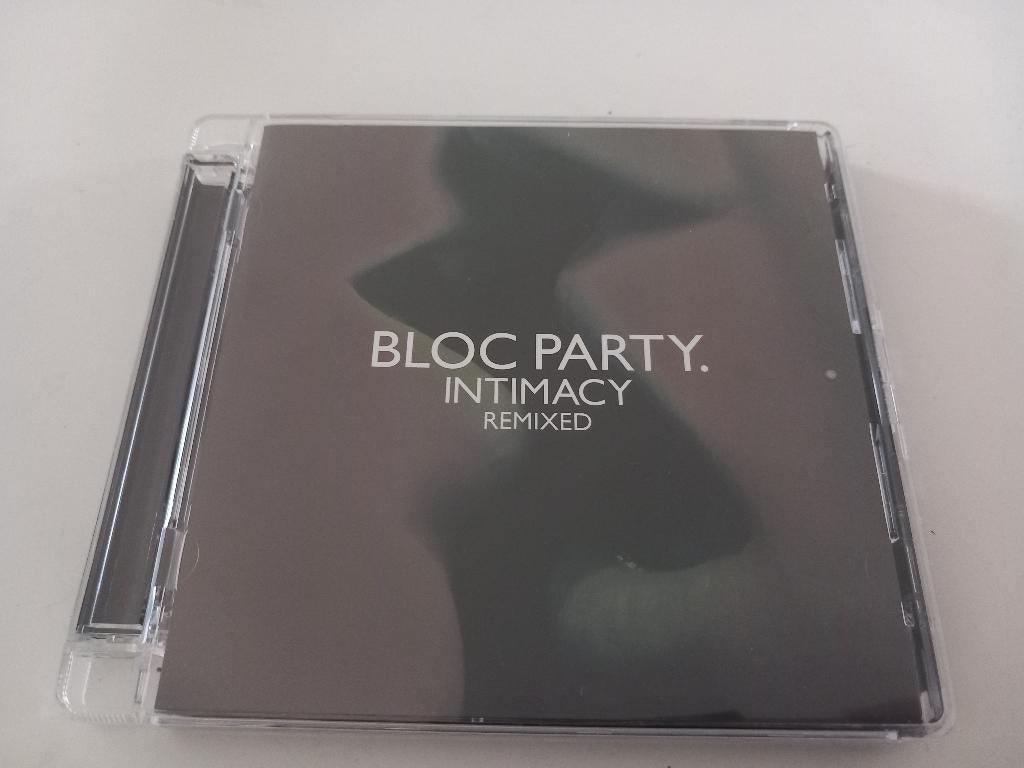 BLOC PARTY.
INTIMACY
REMIXED